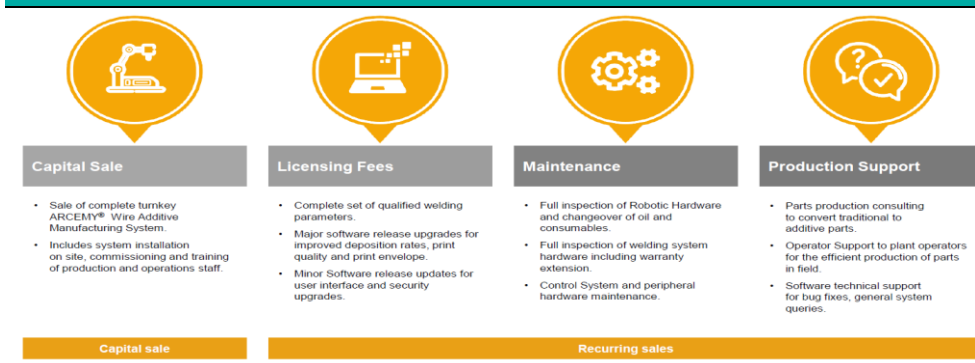 Capital Sale
• Sale of complete turnkey
ARCEMY® Wire Additive
Manufacturing System.
• Includes system installation
on site, commissioning and training
of production and operations staff.
Licensing Fees
• Complete set of qualified welding
parameters.
• Major software release upgrades for
improved deposition rates, print
quality and print envelope.
• Minor Software release updates for
user interface and security
upgrades.
Maintenance
• Full inspection of Robotic Hardware
and changeover of oil and
consumables.
• Full inspection of welding system
hardware including warranty
extension.
• Control System and peripheral
hardware maintenance.
Production Support
• Parts production consulting
to convert traditional to
additive parts.
• Operator Support to plant operators
for the efficient production of parts
in field.
• Software technical support
for bug fixes, general system
queries.
Capital sale
Recurring sales